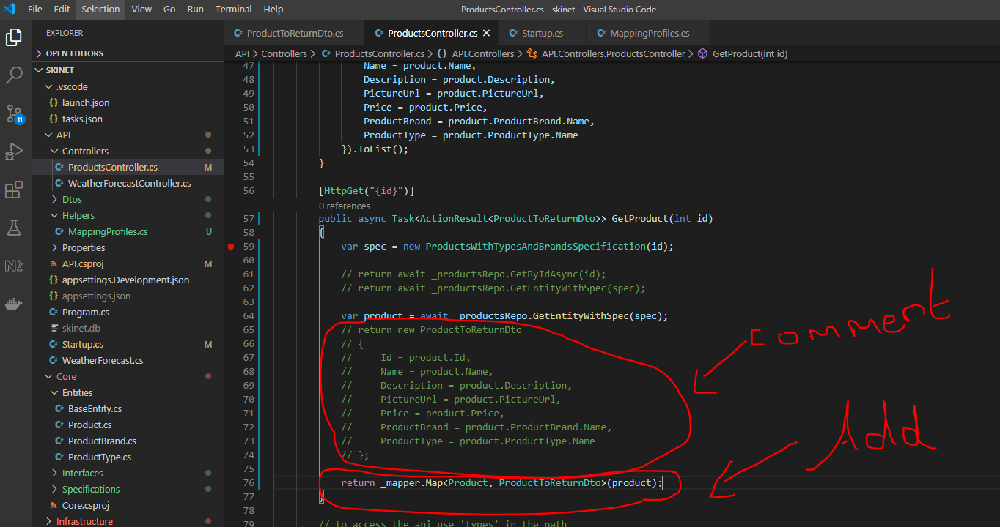 File Edit Selection View Go Run Terminal Help ProductsController.cs - skinet - Visual Studio Code
EXPLORER
OPEN EDITORS
SKINET
.vscode
launch.json
tasks.json
API
Controllers
ProductsController.cs M
WeatherForecastController.cs
Dtos
Helpers
MappingProfiles.cs U
Properties
API.csproj M
appsettings.Development.json
appsettings.json
Program.cs
skinet.db
Startup.cs M
WeatherForecast.cs
Core
Entities
BaseEntity.cs
Product.cs
ProductBrand.cs
ProductType.cs
Interfaces
Specifications
Core.csproj
Infrastructure
11
ProductToReturnDto.cs ProductsController.cs Startup.cs MappingProfiles.cs
API > Controllers > ProductsController.cs > {} API.Controllers > API.Controllers.ProductsController > GetProduct(int id)
47 Name = product.Name,
48 Description = product.Description,
49 PictureUrl = product.PictureUrl,
50 Price = product.Price,
51 ProductBrand = product.ProductBrand.Name,
52 ProductType = product.ProductType.Name
53 }).ToList();
54 }
55
56 [HttpGet("{id}")]
0 references
57 public async Task<ActionResult<ProductToReturnDto>> GetProduct(int id)
58 {
59 var spec = new ProductsWithTypesAndBrandsSpecification(id);
60
61 // return await _productsRepo.GetByIdAsync(id);
62 // return await _productsRepo.GetEntityWithSpec(spec);
63
64 var product = await _productsRepo.GetEntityWithSpec(spec);
65 // return new ProductToReturnDto
66 // {
67 // Id = product.Id,
68 // Name = product.Name,
69 // Description = product.Description,
70 // PictureUrl = product.PictureUrl,
71 // Price = product.Price,
72 // ProductBrand = product.ProductBrand.Name,
73 // ProductType = product.ProductType.Name
74 // };
75
76 return _mapper.Map<Product, ProductToReturnDto>(product);
77 }
78
79 // to access the api use 'types' in the path
comment
Add